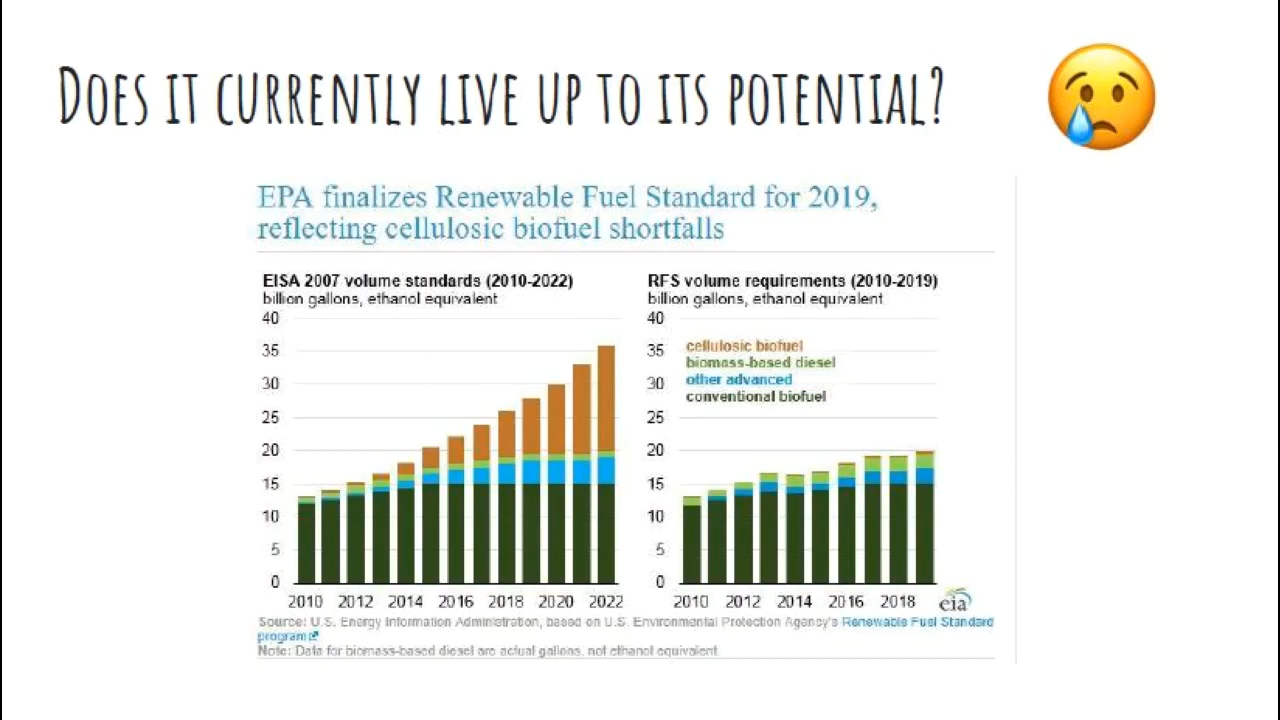 Does it currently live up to its potential?
EPA finalizes Renewable Fuel Standard for 2019,
reflecting cellulosic biofuel shortfalls
EISA 2007 volume standards (2010-2022)
billion gallons, ethanol equivalent
40
35
30
25
20
15
10
5
0
2010 2012 2014 2016 2018 2020 2022
RFS volume requirements (2010-2019)
billion gallons, ethanol equivalent
40
35
30
25
20
15
10
5
0
cellulosic biofuel
biomass-based diesel
other advanced
conventional biofuel
2010 2012 2014 2016 2018
eia
Source: U.S. Energy Information Administration, based on U.S. Environmental Protection Agency's Renewable Fuel Standard
program
Note: Data for biomass-based diesel are actual gallons, not ethanol equivalent